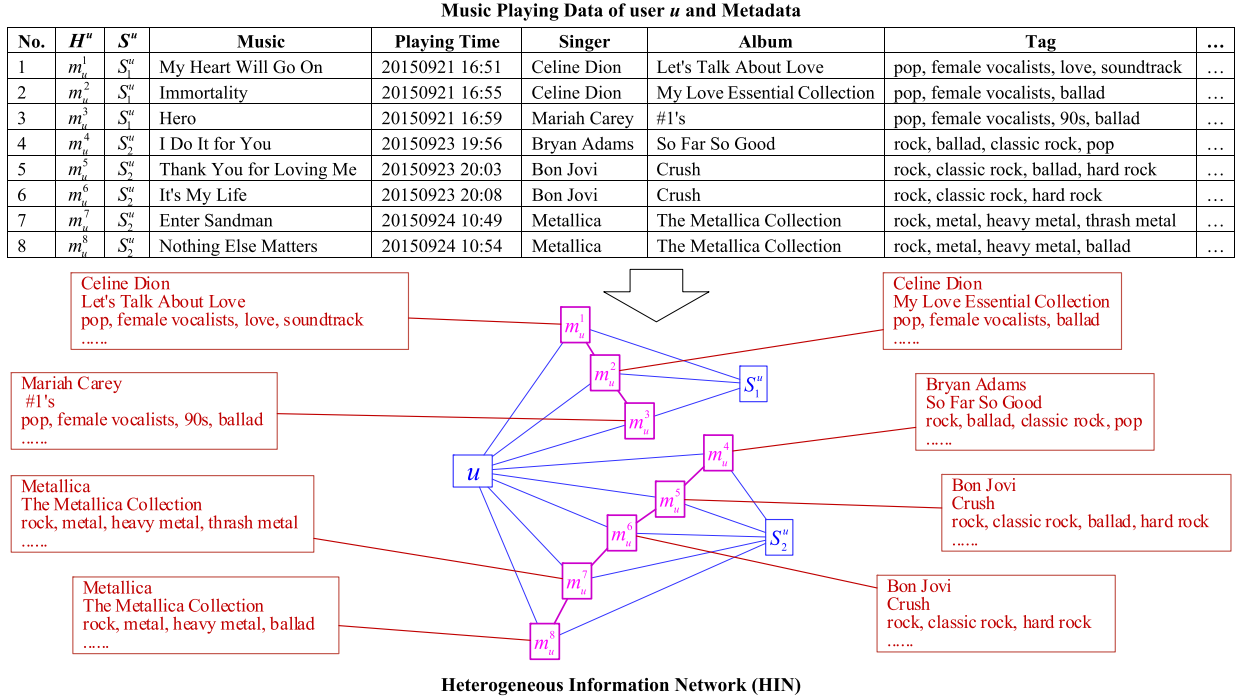 Music Playing Data of user u and Metadata
No. H^u S^u Music Playing Time Singer Album Tag ...
1 m_u^1 S_1^u My Heart Will Go On 20150921 16:51 Celine Dion Let's Talk About Love pop, female vocalists, love, soundtrack ...
2 m_u^2 S_1^u Immortality 20150921 16:55 Celine Dion My Love Essential Collection pop, female vocalists, ballad ...
3 m_u^3 S_1^u Hero 20150921 16:59 Mariah Carey #1's pop, female vocalists, 90s, ballad ...
4 m_u^4 S_2^u I Do It for You 20150923 19:56 Bryan Adams So Far So Good rock, ballad, classic rock, pop ...
5 m_u^5 S_2^u Thank You for Loving Me 20150923 20:03 Bon Jovi Crush rock, classic rock, ballad, hard rock ...
6 m_u^6 S_2^u It's My Life 20150923 20:08 Bon Jovi Crush rock, classic rock, hard rock ...
7 m_u^7 S_2^u Enter Sandman 20150924 10:49 Metallica The Metallica Collection rock, metal, heavy metal, thrash metal ...
8 m_u^8 S_2^u Nothing Else Matters 20150924 10:54 Metallica The Metallica Collection rock, metal, heavy metal, ballad ...
Celine Dion
Let's Talk About Love
pop, female vocalists, love, soundtrack
......
Celine Dion
My Love Essential Collection
pop, female vocalists, ballad
......
Mariah Carey
#1's
pop, female vocalists, 90s, ballad
......
Bryan Adams
So Far So Good
rock, ballad, classic rock, pop
......
Metallica
The Metallica Collection
rock, metal, heavy metal, thrash metal
......
Bon Jovi
Crush
rock, classic rock, ballad, hard rock
......
Metallica
The Metallica Collection
rock, metal, heavy metal, ballad
......
Bon Jovi
Crush
rock, classic rock, hard rock
......
m_u^1
m_u^2
m_u^3
S_1^u
u
m_u^4
m_u^5
m_u^6
S_2^u
m_u^7
m_u^8
Heterogeneous Information Network (HIN)